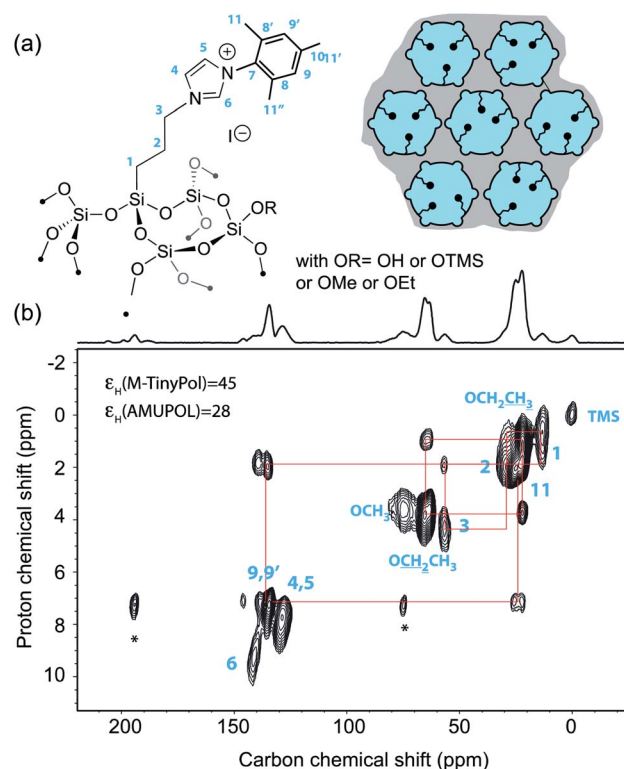 (a)
11
8'
9'
5
+
10
11'
4
N
7
9
N
6
8
3
11"
2
I⊖
1
O
Si
O
Si
O
Si
O
Si
OR
O
O
O
O
Si
O
O
O
O
with OR= OH or OTMS
or OMe or OEt
(b)
-2
εH(M-TinyPol)=45
εH(AMUPOL)=28
OCH2CH3
TMS
0
1
2
2
11
OCH3
3
4
OCH2CH3
9,9'
4,5
6
8
*
*
6
10
200
150
100
50
0
Proton chemical shift (ppm)
Carbon chemical shift (ppm)